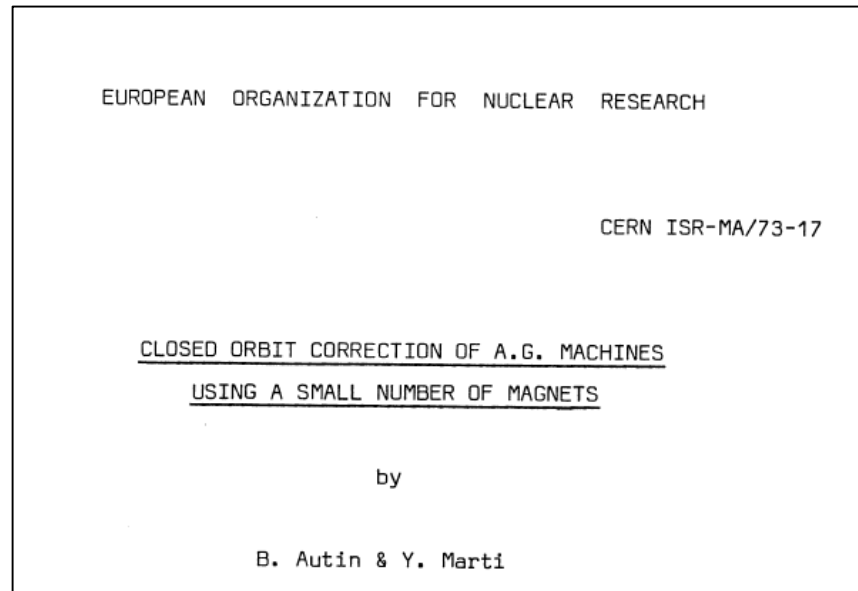 EUROPEAN ORGANIZATION FOR NUCLEAR RESEARCH
CERN ISR-MA/73-17
CLOSED ORBIT CORRECTION OF A.G. MACHINES
USING A SMALL NUMBER OF MAGNETS
by
B. Autin & Y. Marti